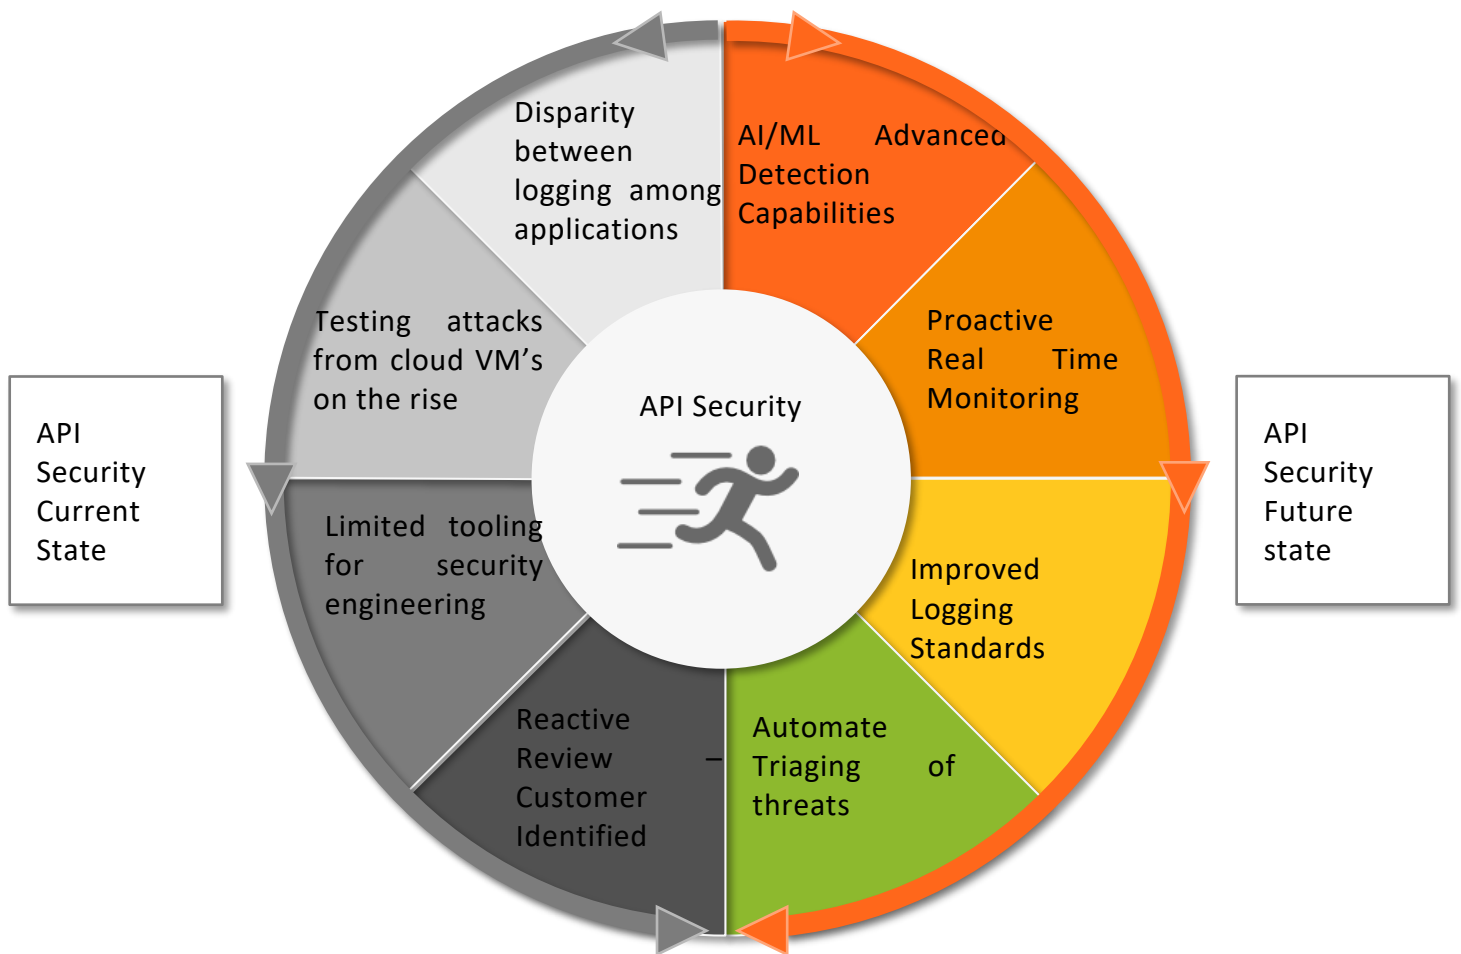 Disparity
between
logging among
applications
AI/ML Advanced
Detection
Capabilities
Testing attacks
from cloud VM’s
on the rise
Proactive
Real Time
Monitoring
API Security
API
Security
Current
State
API
Security
Future
state
Limited tooling
for security
engineering
Improved
Logging
Standards
Reactive
Review –
Customer
Identified
Automate
Triaging of
threats